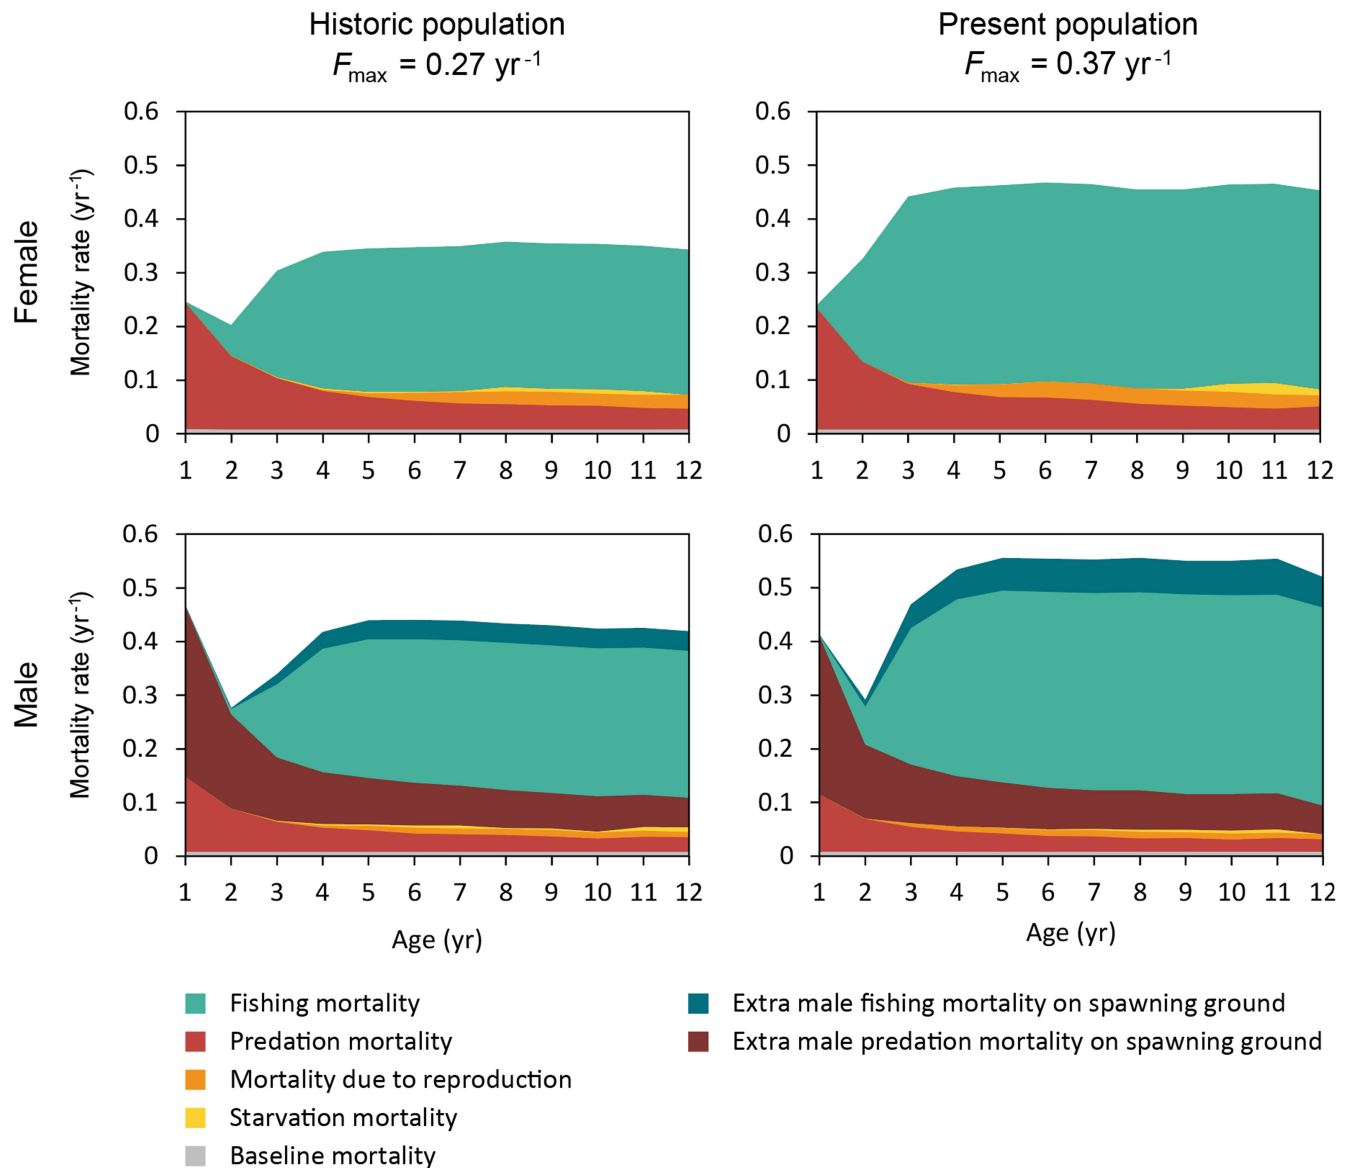 Historic population
F max = 0.27 yr -1
Present population
F max = 0.37 yr -1
Female
Mortality rate (yr-1)
0.6
0.5
0.4
0.3
0.2
0.1
0
1 2 3 4 5 6 7 8 9 10 11 12
0.6
0.5
0.4
0.3
0.2
0.1
0
1 2 3 4 5 6 7 8 9 10 11 12
Male
Mortality rate (yr-1)
0.6
0.5
0.4
0.3
0.2
0.1
0
1 2 3 4 5 6 7 8 9 10 11 12
Age (yr)
0.6
0.5
0.4
0.3
0.2
0.1
0
1 2 3 4 5 6 7 8 9 10 11 12
Age (yr)
Fishing mortality
Predation mortality
Mortality due to reproduction
Starvation mortality
Baseline mortality
Extra male fishing mortality on spawning ground
Extra male predation mortality on spawning ground